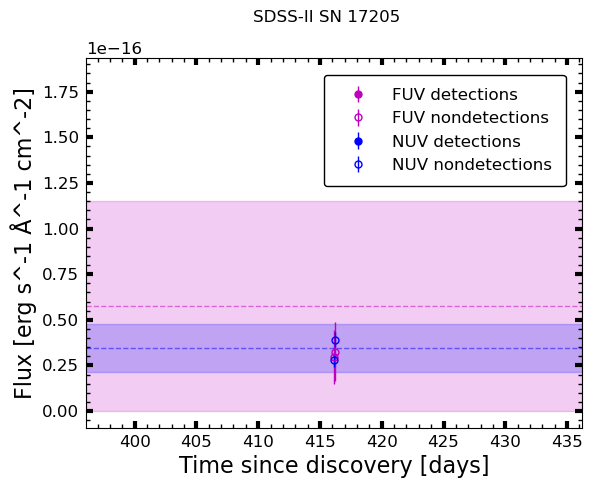 SDSS-II SN 17205
1e−16
FUV detections
FUV nondetections
NUV detections
NUV nondetections
1.75
1.50
1.25
1.00
0.75
0.50
0.25
0.00
Flux [erg s^-1 Å^-1 cm^-2]
400 405 410 415 420 425 430 435
Time since discovery [days]